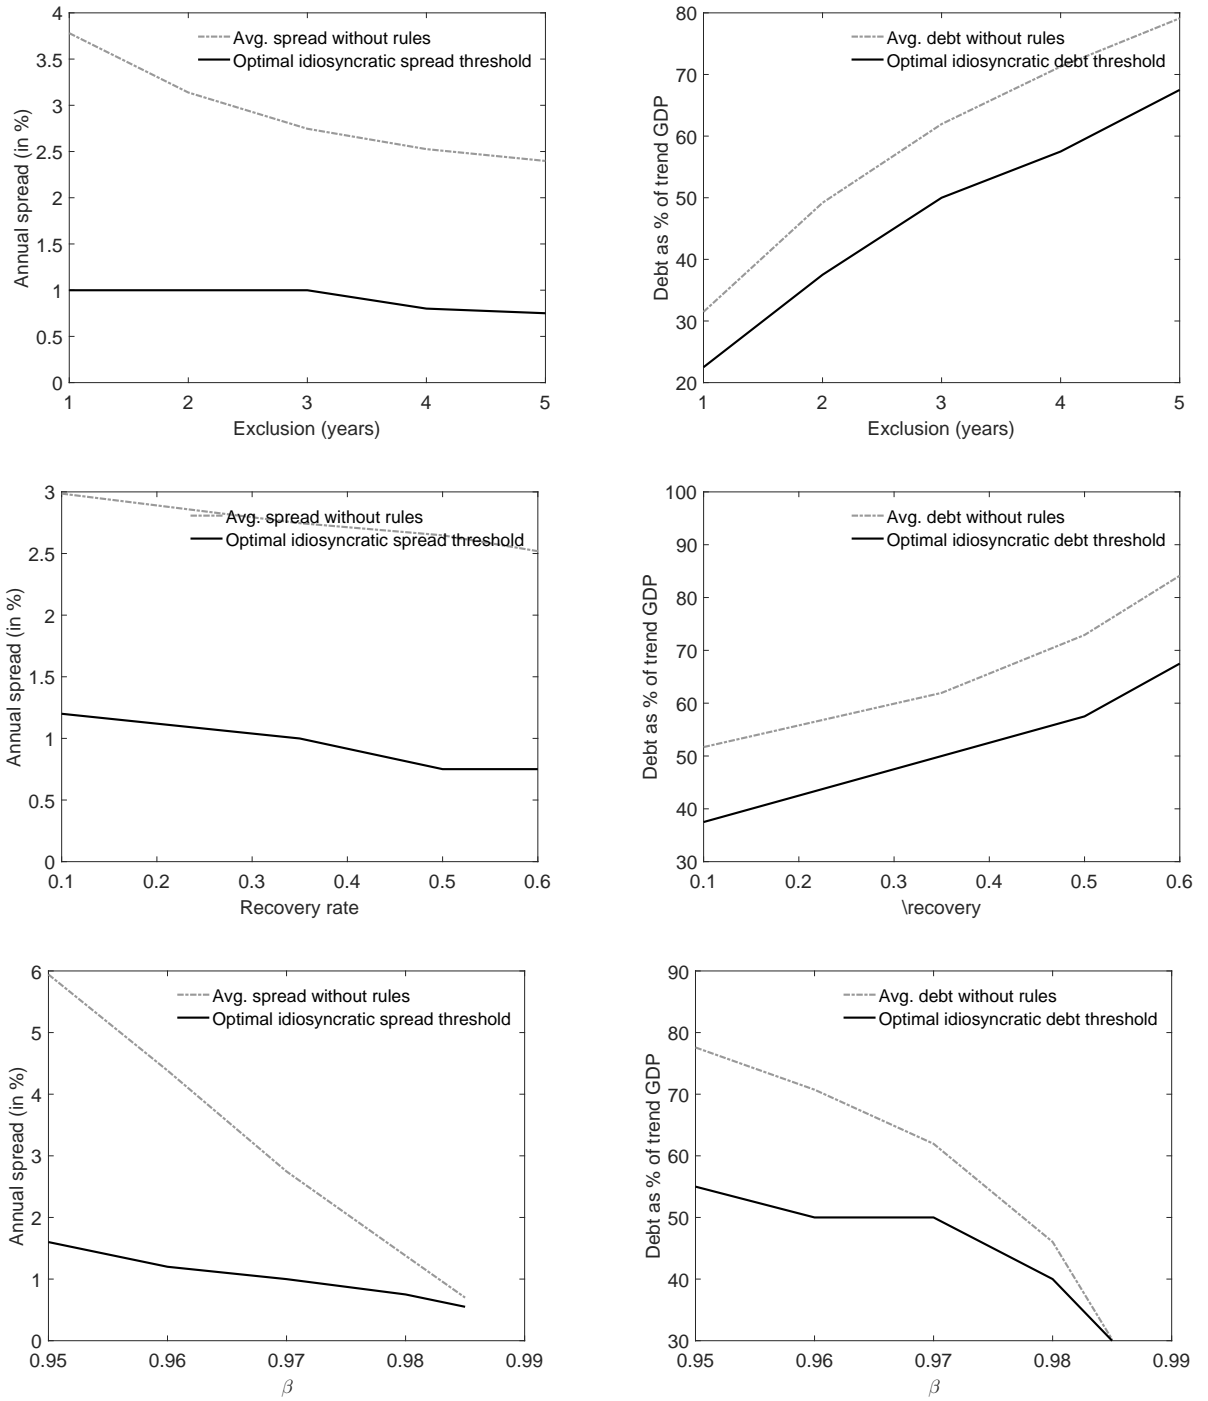 4
3.5
3
2.5
2
1.5
1
0.5
0
Annual spread (in %)
Avg. spread without rules
Optimal idiosyncratic spread threshold
1 2 3 4 5
Exclusion (years)
80
70
60
50
40
30
20
Debt as % of trend GDP
Avg. debt without rules
Optimal idiosyncratic debt threshold
1 2 3 4 5
Exclusion (years)
3
2.5
2
1.5
1
0.5
0
Annual spread (in %)
Avg. spread without rules
Optimal idiosyncratic spread threshold
0.1 0.2 0.3 0.4 0.5 0.6
Recovery rate
100
90
80
70
60
50
40
30
Debt as % of trend GDP
Avg. debt without rules
Optimal idiosyncratic debt threshold
0.1 0.2 0.3 0.4 0.5 0.6
\recovery
6
5
4
3
2
1
0
Annual spread (in %)
Avg. spread without rules
Optimal idiosyncratic spread threshold
0.95 0.96 0.97 0.98 0.99
β
90
80
70
60
50
40
30
Debt as % of trend GDP
Avg. debt without rules
Optimal idiosyncratic debt threshold
0.95 0.96 0.97 0.98 0.99
β